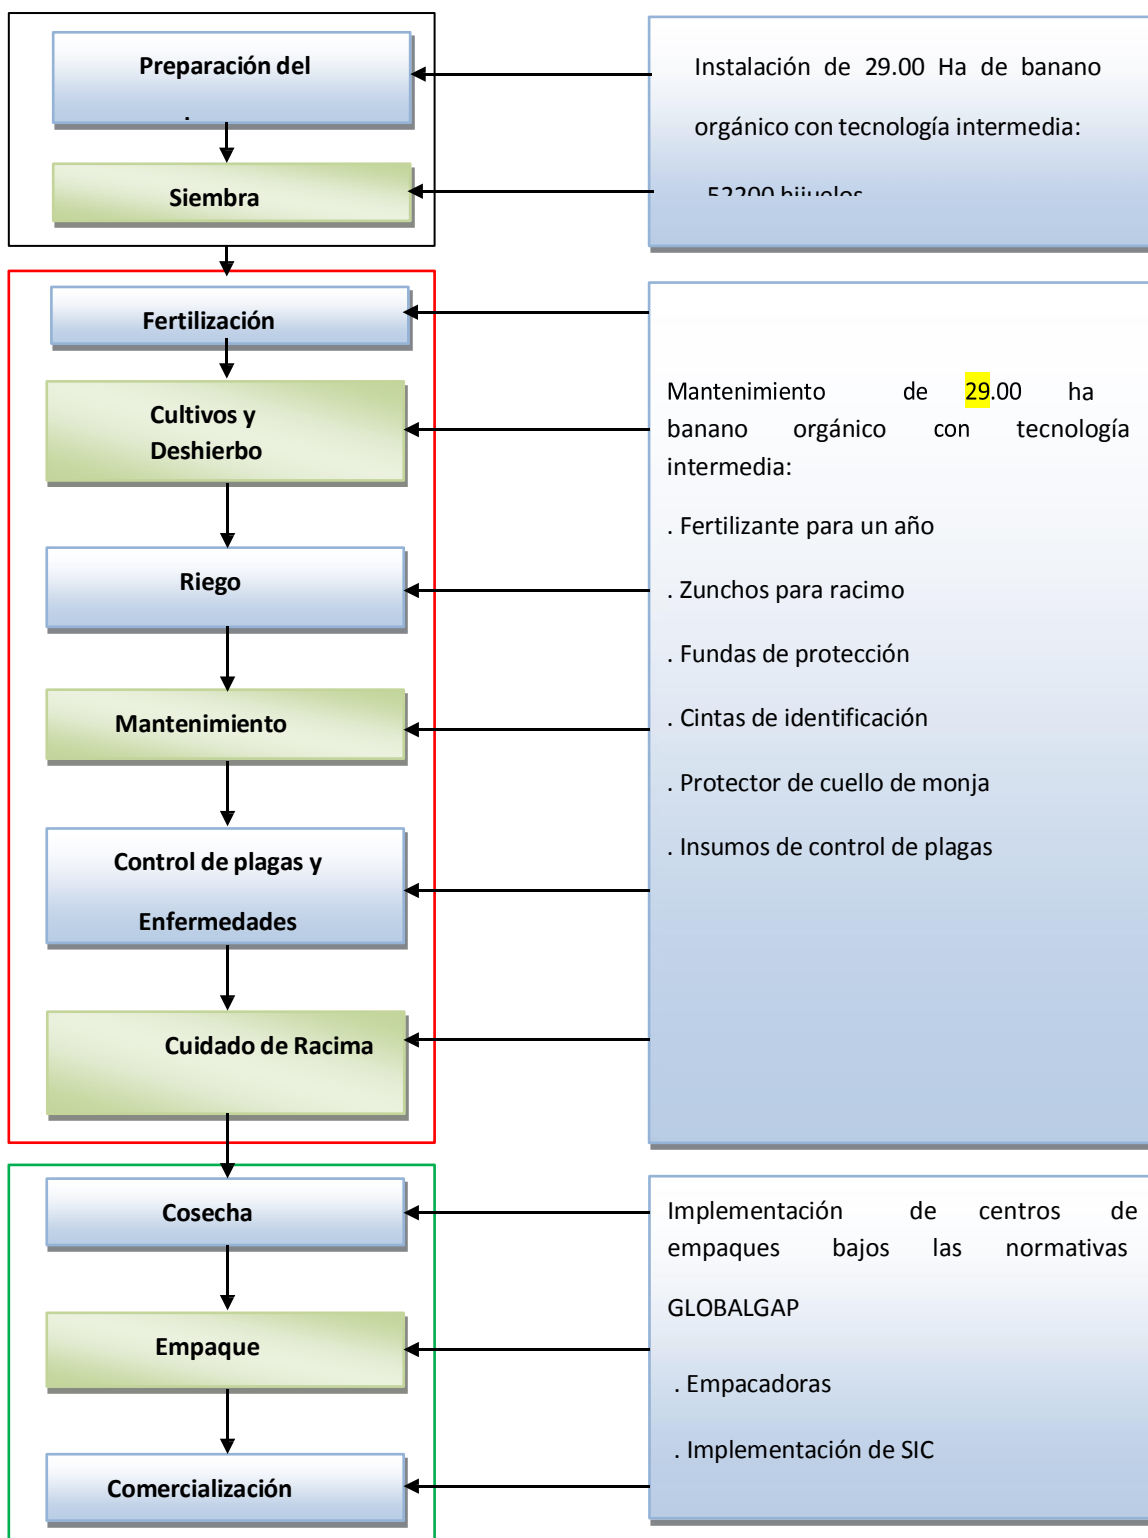 Preparación del
.
Siembra
Instalación de 29.00 Ha de banano
orgánico con tecnología intermedia:
52200 hijuelos
Fertilización
Cultivos y
Deshierbo
Riego
Mantenimiento
Control de plagas y
Enfermedades
Cuidado de Racima
Mantenimiento de 29.00 ha
banano orgánico con tecnología
intermedia:
. Fertilizante para un año
. Zunchos para racimo
. Fundas de protección
. Cintas de identificación
. Protector de cuello de monja
. Insumos de control de plagas
Cosecha
Empaque
Comercialización
Implementación de centros de
empaques bajos las normativas
GLOBALGAP
. Empacadoras
. Implementación de SIC